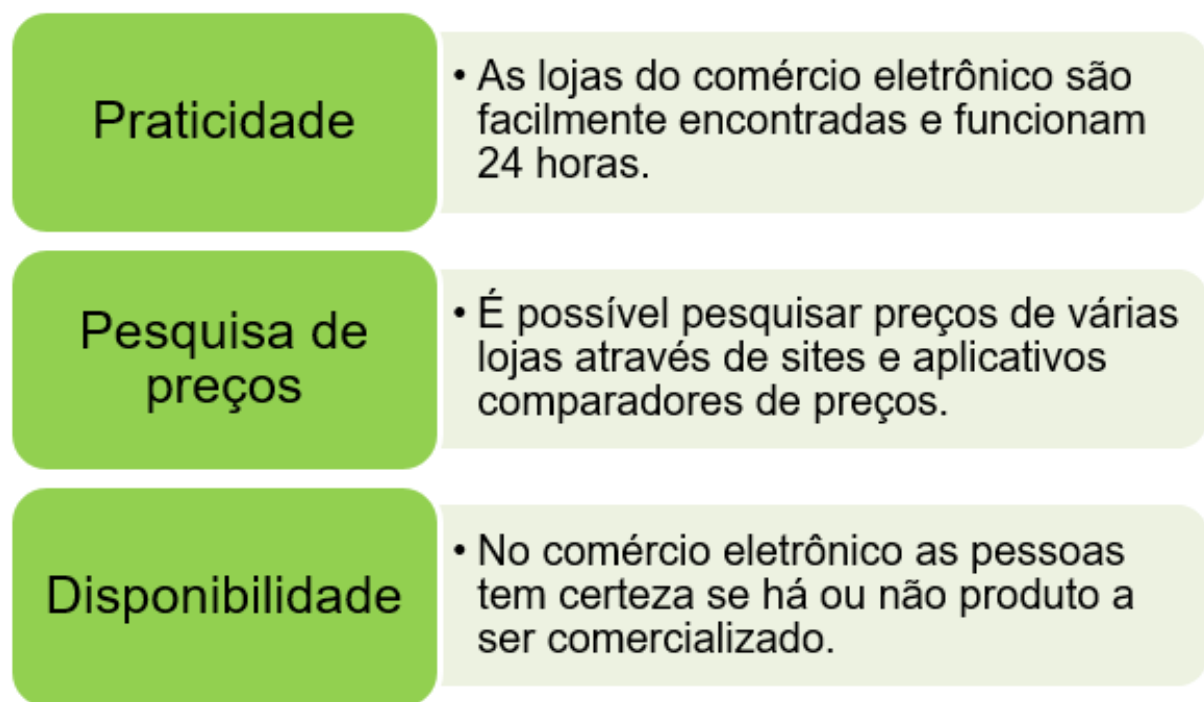 Praticidade
• As lojas do comércio eletrônico são
facilmente encontradas e funcionam
24 horas.
Pesquisa de
preços
• É possível pesquisar preços de várias
lojas através de sites e aplicativos
comparadores de preços.
Disponibilidade
• No comércio eletrônico as pessoas
tem certeza se há ou não produto a
ser comercializado.